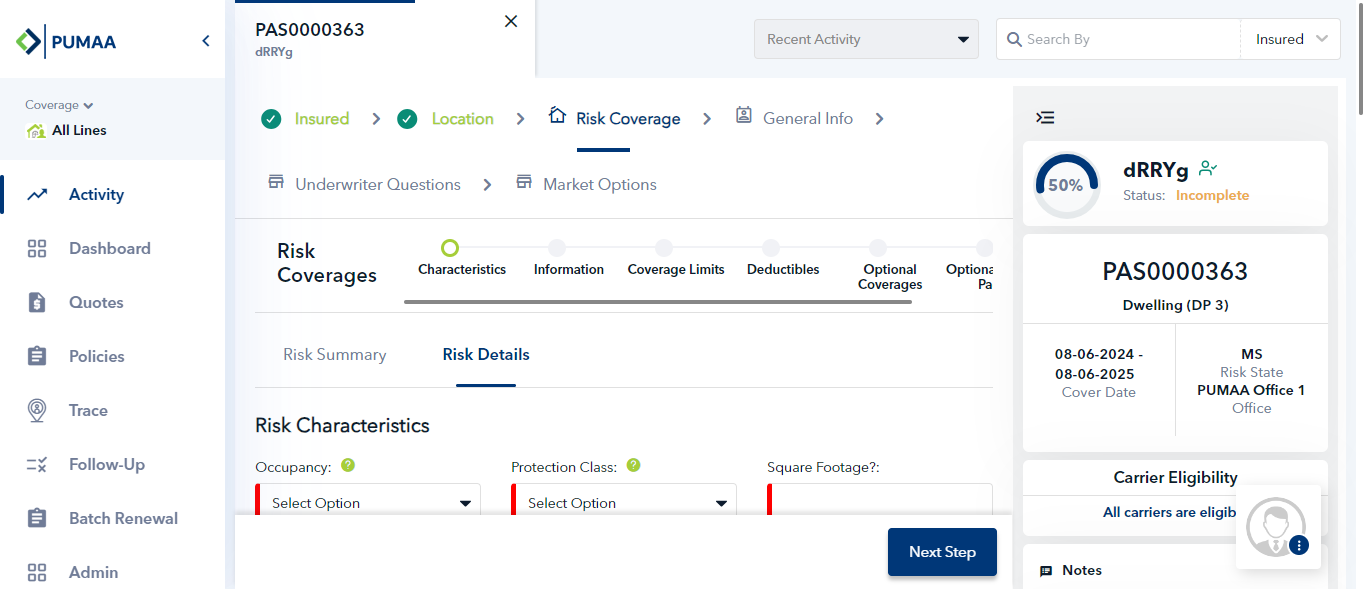 PUMAA
Coverage
All Lines
Activity
Dashboard
Quotes
Policies
Trace
Follow-Up
Batch Renewal
Admin
PAS0000363
dRRYg
Recent Activity
Search By
Insured
Insured
Location
Risk Coverage
General Info
Underwriter Questions
Market Options
Risk
Coverages
Characteristics
Information
Coverage Limits
Deductibles
Optional
Coverages
Optiona
Pa
Risk Summary
Risk Details
Risk Characteristics
Occupancy: ?
Protection Class: ?
Square Footage?:
Select Option
Select Option
Next Step
50%
dRRYg
Status: Incomplete
PAS0000363
Dwelling (DP 3)
08-06-2024 -
08-06-2025
Cover Date
MS
Risk State
PUMAA Office 1
Office
Carrier Eligibility
All carriers are eligib
Notes